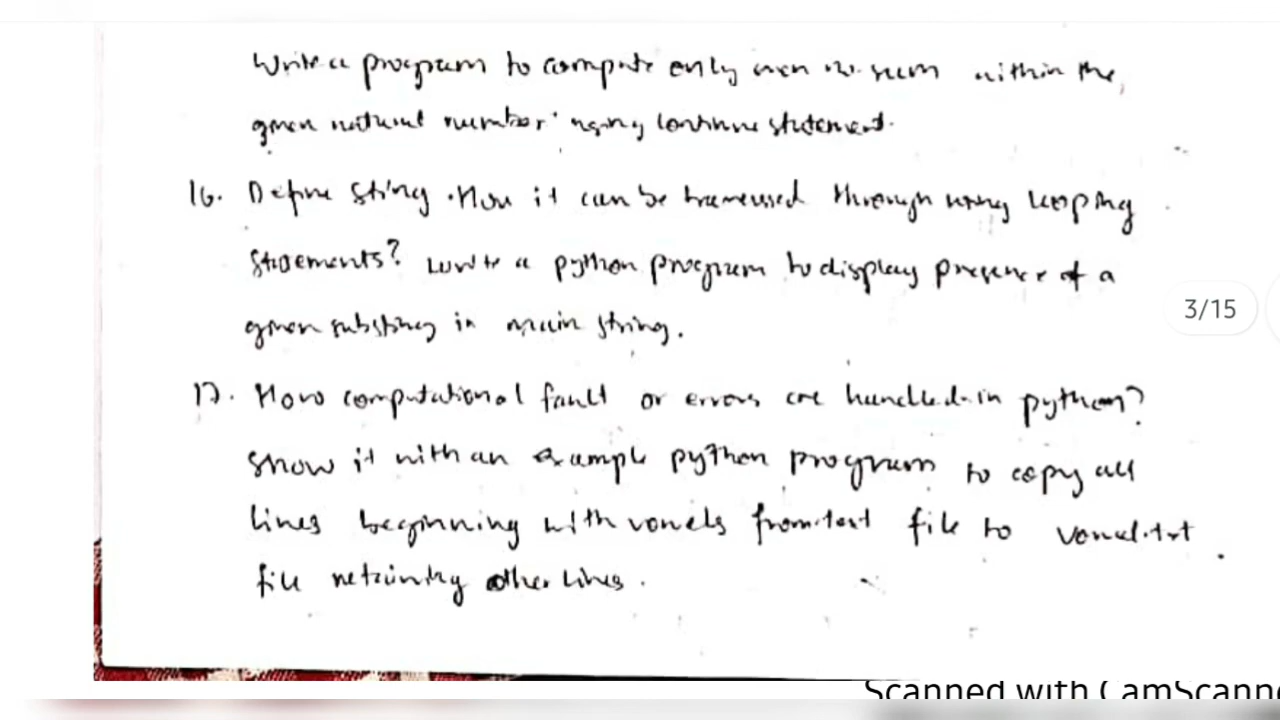 Write a program to compute only even no. sum within the,
given natural number using continue statement.
16. Define String. How it can be traversed through using looping
Statements? Write a python program to display presence of a
given substring in main string.
17. How computational fault or errors are handled in python?
Show it with an example python program to copy all
lines beginning with vowels from text file to vowel.txt
file retaining other lines.
3/15
Scanned with CamScanne